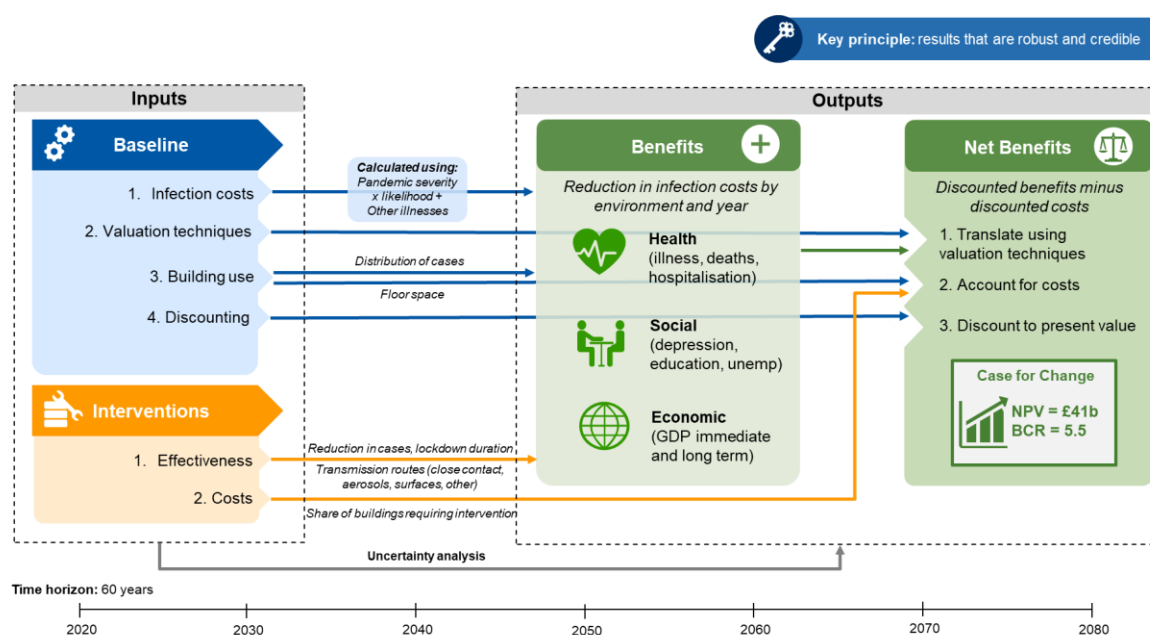 Key principle: results that are robust and credible
Inputs
Outputs
Baseline
1. Infection costs
2. Valuation techniques
3. Building use
4. Discounting
Calculated using:
Pandemic severity
x likelihood +
Other illnesses
Distribution of cases
Floor space
Interventions
1. Effectiveness
2. Costs
Reduction in cases, lockdown duration
Transmission routes (close contact,
aerosols, surfaces, other)
Share of buildings requiring intervention
Benefits
Reduction in infection costs by
environment and year
Health
(illness, deaths,
hospitalisation)
Social
(depression,
education, unemp)
Economic
(GDP immediate
and long term)
Net Benefits
Discounted benefits minus
discounted costs
1. Translate using
valuation techniques
2. Account for costs
3. Discount to present value
Case for Change
NPV = £41b
BCR = 5.5
Uncertainty analysis
Time horizon: 60 years
2020 2030 2040 2050 2060 2070 2080